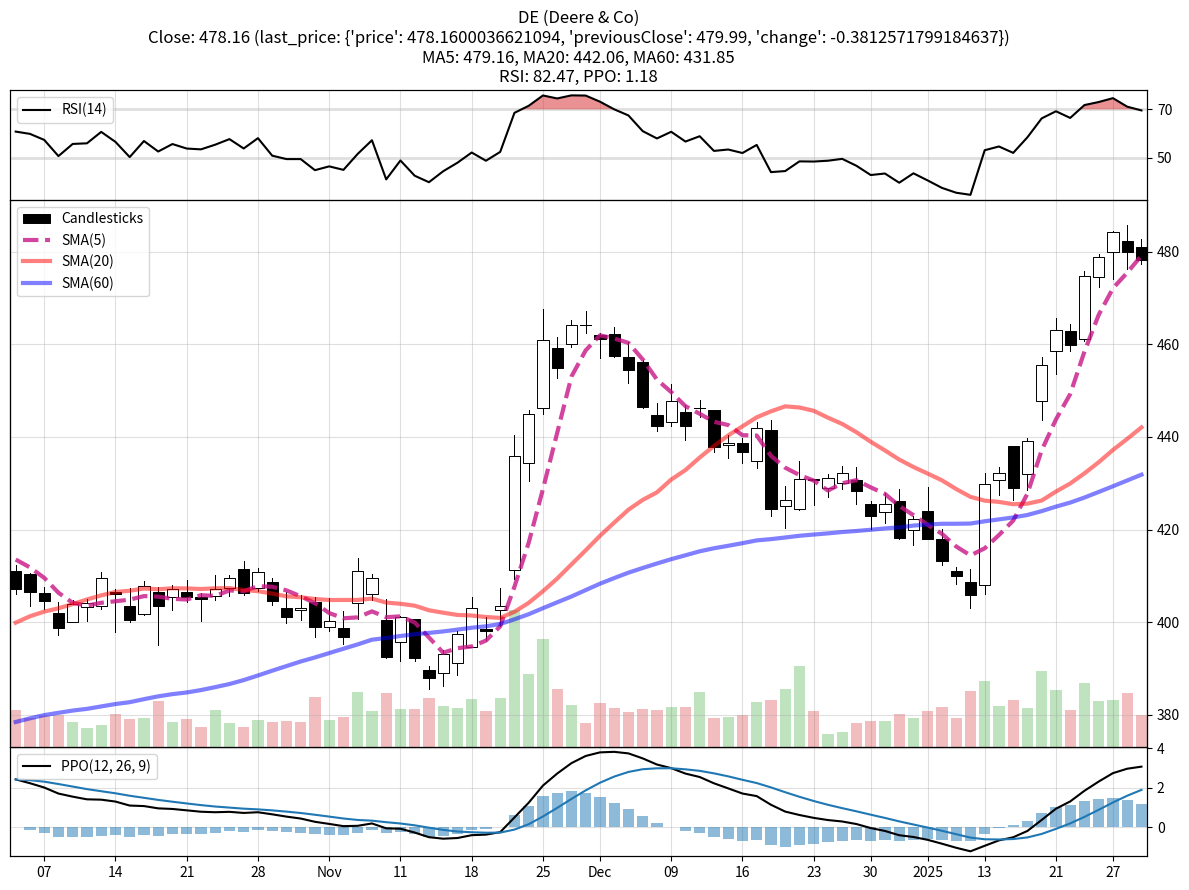 DE (Deere & Co)
Close: 478.16 (last_price: {'price': 478.1600036621094, 'previousClose': 479.99, 'change': -0.3812571799184637})
MA5: 479.16, MA20: 442.06, MA60: 431.85
RSI: 82.47, PPO: 1.18
RSI(14)
70
50
Candlesticks
SMA(5)
SMA(20)
SMA(60)
480
460
440
420
400
380
PPO(12, 26, 9)
4
2
0
07 14 21 28 Nov 11 18 25 Dec 09 16 23 30 2025 13 21 27